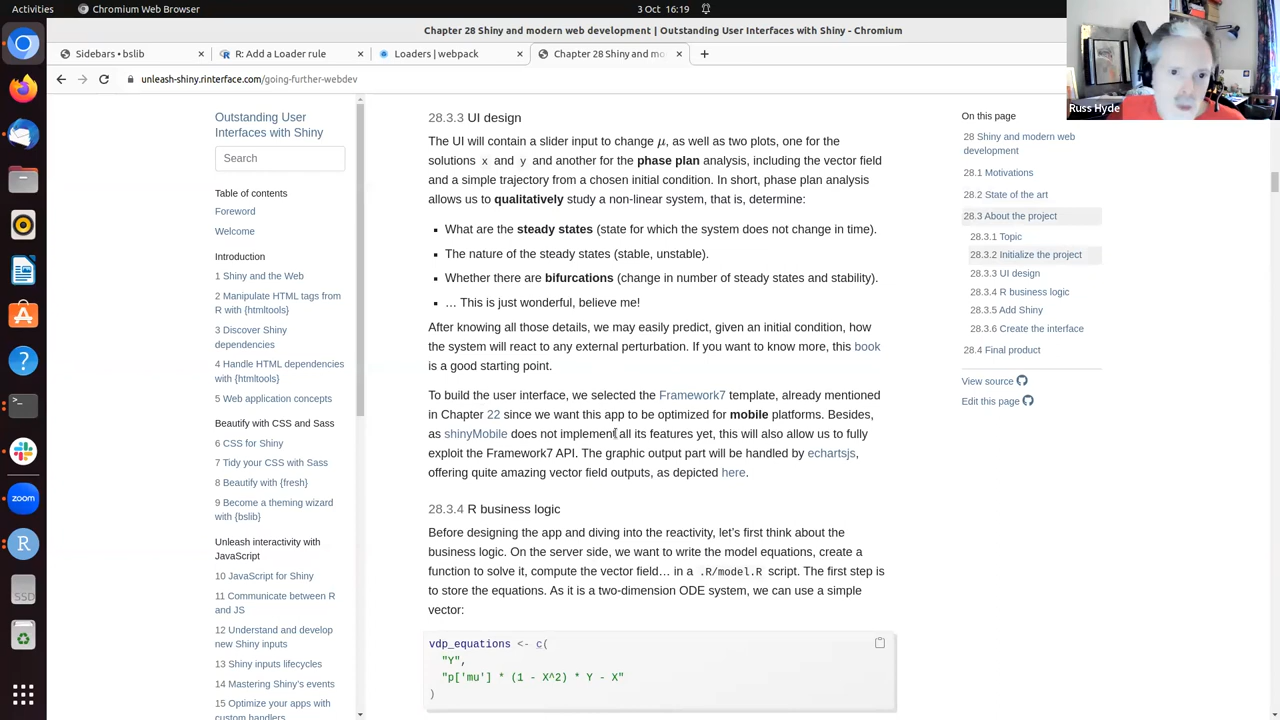 Activities
Chromium Web Browser
3 Oct 16:19
Chapter 28 Shiny and modern web development | Outstanding User Interfaces with Shiny - Chromium
Sidebars • bslib
R: Add a Loader rule
Loaders | webpack
Chapter 28 Shiny and mo
unleash-shiny.rinterface.com/going-further-webdev
Russ Hyde
Outstanding User
Interfaces with Shiny
Search
Table of contents
Foreword
Welcome
Introduction
1 Shiny and the Web
2 Manipulate HTML tags from
R with {htmltools}
3 Discover Shiny
dependencies
4 Handle HTML dependencies
with {htmltools}
5 Web application concepts
Beautify with CSS and Sass
6 CSS for Shiny
7 Tidy your CSS with Sass
8 Beautify with {fresh}
9 Become a theming wizard
with {bslib}
Unleash interactivity with
JavaScript
10 JavaScript for Shiny
11 Communicate between R
and JS
12 Understand and develop
new Shiny inputs
13 Shiny inputs lifecycles
14 Mastering Shiny's events
15 Optimize your apps with
custom handlers
28.3.3 UI design
The UI will contain a slider input to change μ, as well as two plots, one for the
solutions x and y and another for the phase plan analysis, including the vector field
and a simple trajectory from a chosen initial condition. In short, phase plan analysis
allows us to qualitatively study a non-linear system, that is, determine:
What are the steady states (state for which the system does not change in time).
The nature of the steady states (stable, unstable).
Whether there are bifurcations (change in number of steady states and stability).
… This is just wonderful, believe me!
After knowing all those details, we may easily predict, given an initial condition, how
the system will react to any external perturbation. If you want to know more, this book
is a good starting point.
To build the user interface, we selected the Framework7 template, already mentioned
in Chapter 22 since we want this app to be optimized for mobile platforms. Besides,
as shinyMobile does not implement all its features yet, this will also allow us to fully
exploit the Framework7 API. The graphic output part will be handled by echartsjs,
offering quite amazing vector field outputs, as depicted here.
28.3.4 R business logic
Before designing the app and diving into the reactivity, let's first think about the
business logic. On the server side, we want to write the model equations, create a
function to solve it, compute the vector field… in a .R/model.R script. The first step is
to store the equations. As it is a two-dimension ODE system, we can use a simple
vector:
vdp_equations <- c(
"Y",
"p['mu'] * (1 - X^2) * Y - X"
)
On this page
28 Shiny and modern web
development
28.1 Motivations
28.2 State of the art
28.3 About the project
28.3.1 Topic
28.3.2 Initialize the project
28.3.3 UI design
28.3.4 R business logic
28.3.5 Add Shiny
28.3.6 Create the interface
28.4 Final product
View source
Edit this page
zoom
R
SSD